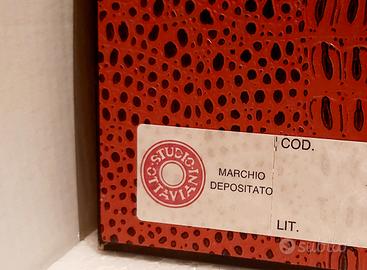 STUDIO
OTTAVIANI
MARCHIO
DEPOSITATO
COD.
LIT.
subito